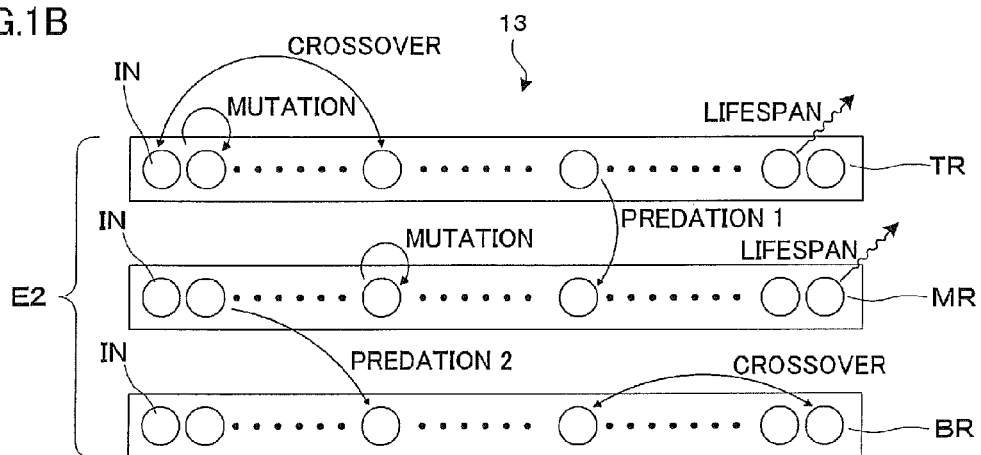 G.1B
13
CROSSOVER
IN
MUTATION
LIFESPAN
TR
IN
PREDATION 1
MUTATION
LIFESPAN
E2
MR
IN
PREDATION 2
CROSSOVER
BR